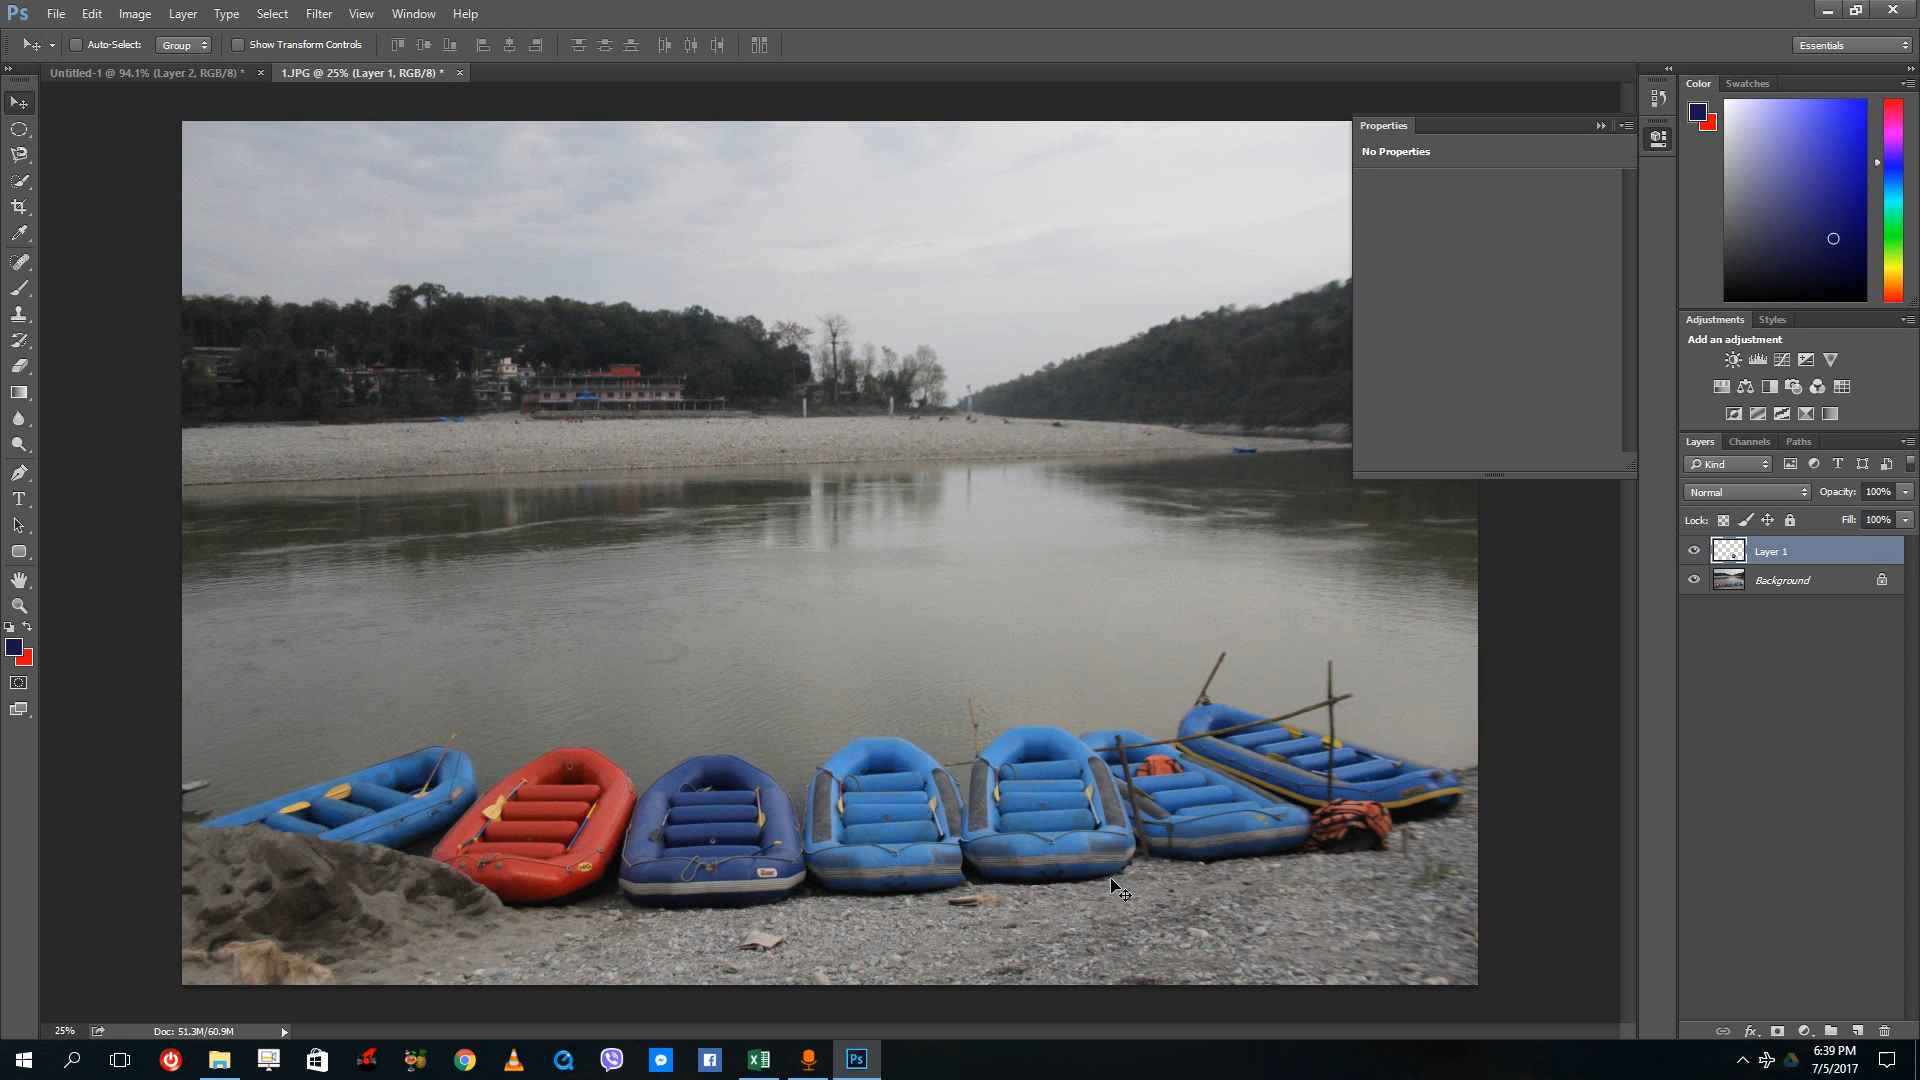 Ps File Edit Image Layer Type Select Filter View Window Help
Auto-Select: Group Show Transform Controls Essentials
Untitled-1 @ 94.1% (Layer 2, RGB/8) * × 1.JPG @ 25% (Layer 1, RGB/8) * ×
Color Swatches
Properties
No Properties
Adjustments Styles
Add an adjustment
Layers Channels Paths
Kind
Normal Opacity: 100%
Lock: Fill: 100%
Layer 1
Background
25% Doc: 51.3M/60.9M
6:39 PM
7/5/2017
Ps